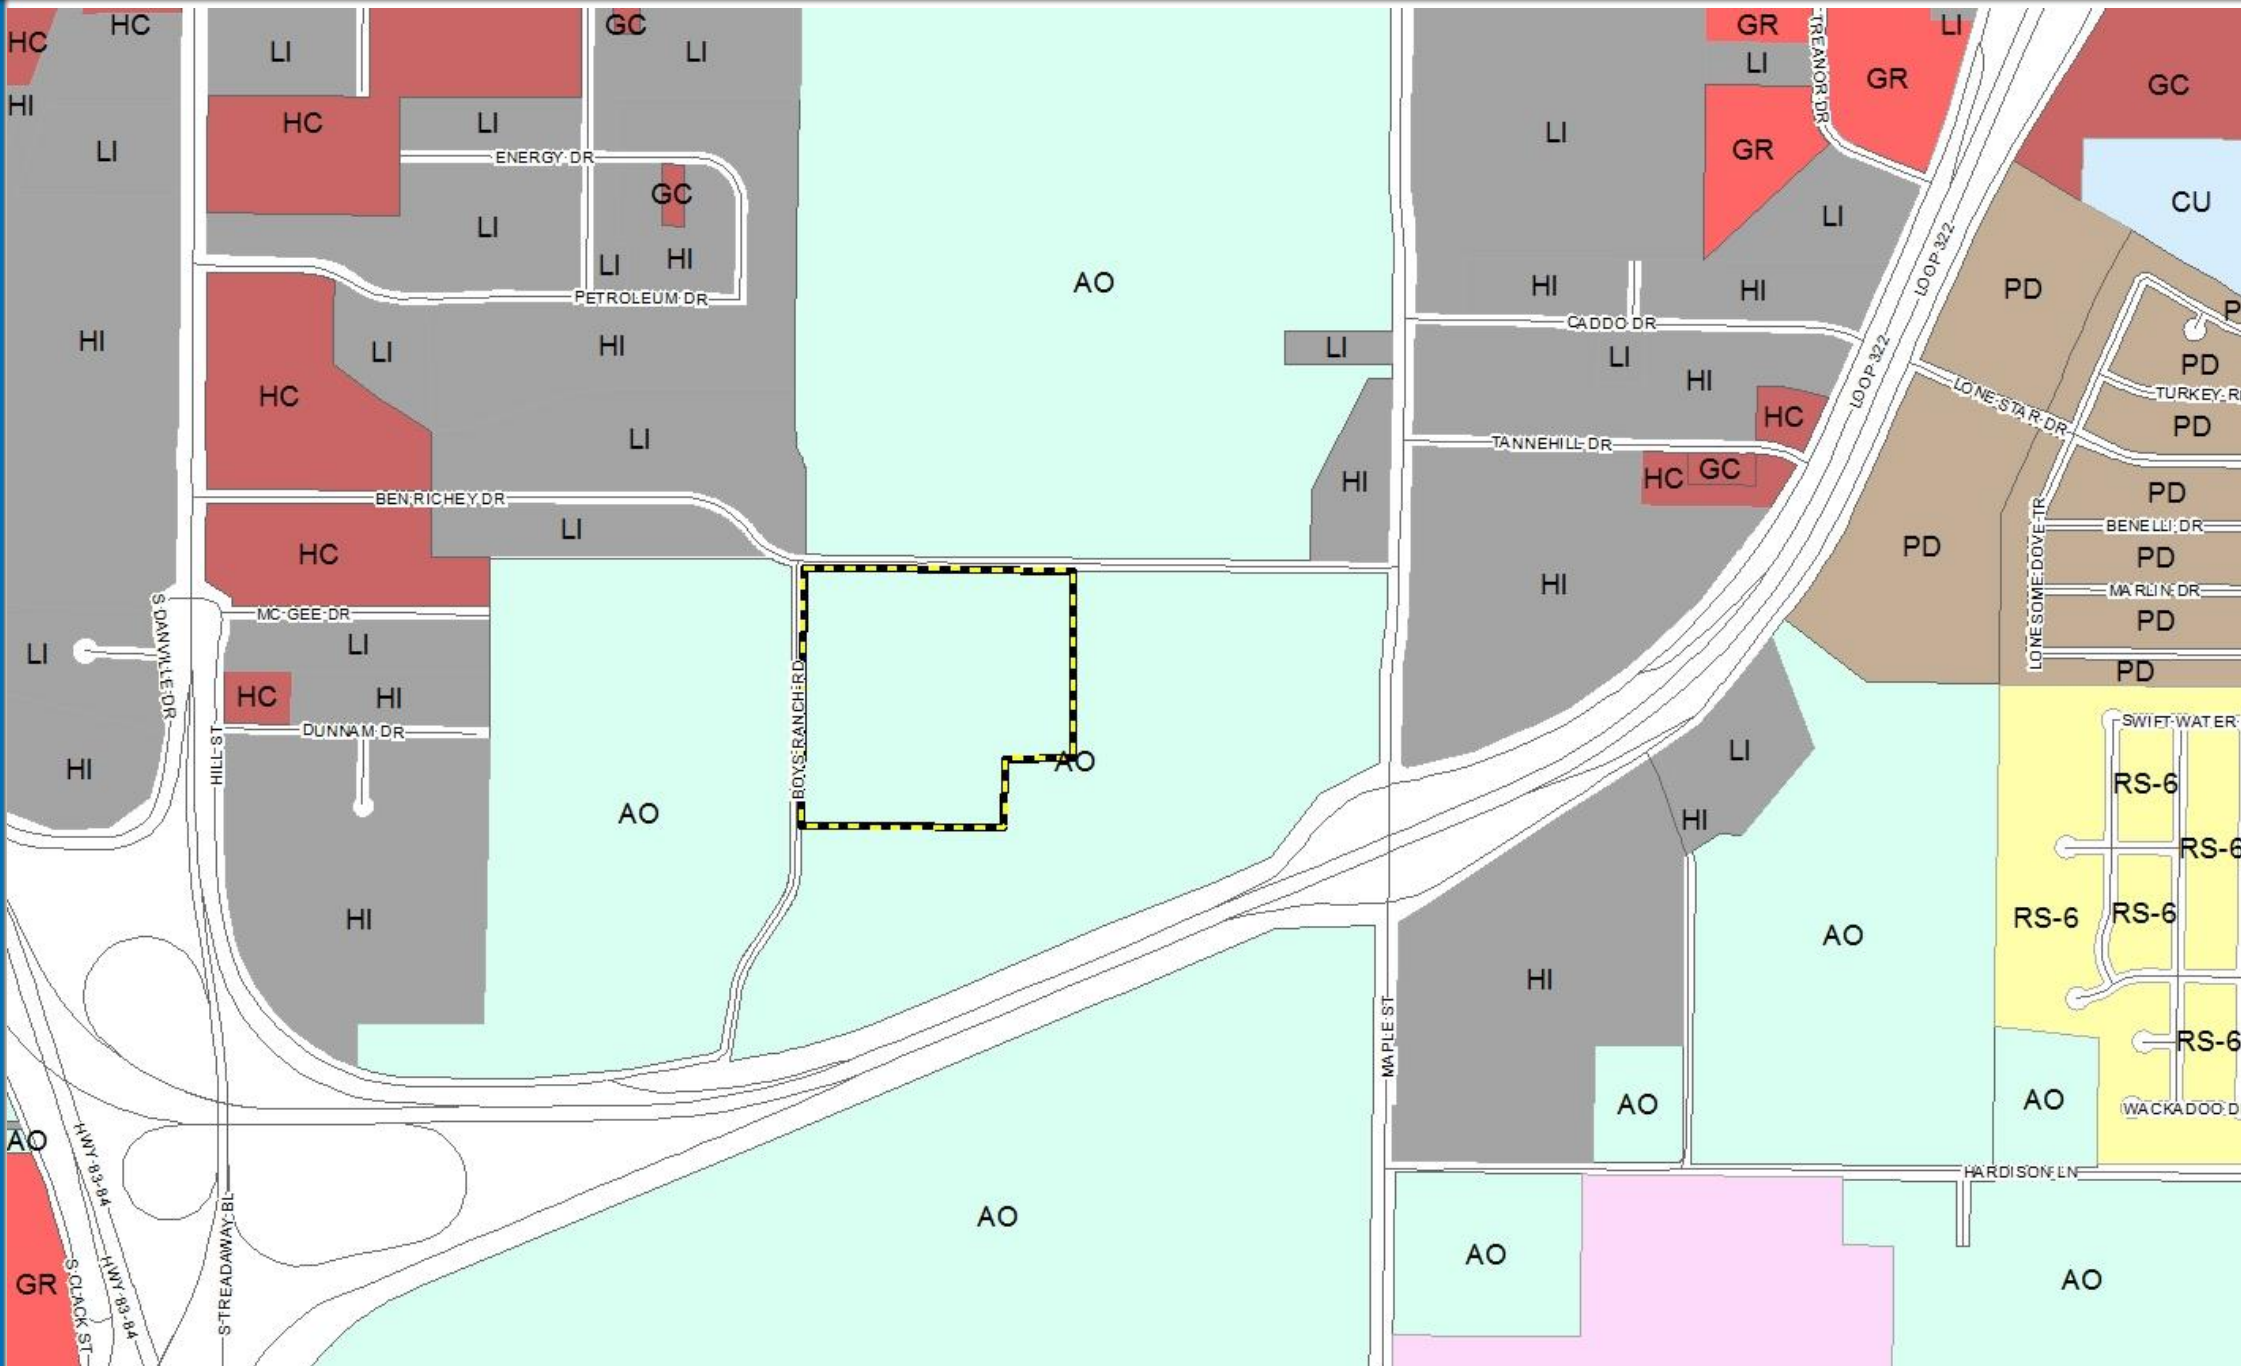 HC
HC
LI
GC
LI
GR
LI
LI
TREANOR DR
GR
GC
HI
LI
HC
LI
LI
GR
ENERGY DR
GC
CU
LI
LI
LI
HI
LOOP 322
PETROLEUM DR
AO
HI
HI
PD
P
CADDO DR
HI
LI
HI
LI
LI
HI
LOOP 322
PD
HC
LONE STAR DR
TURKEY R
HC
PD
LI
TANNEHILL DR
HC
GC
HI
PD
BEN RICHEY DR
LI
BENELLI DR
HC
HI
PD
PD
LONESOME DOVE TR
MARLIN DR
S DANVILLE DR
MC GEE DR
LI
LI
PD
PD
HC
HI
BOYS RANCH RD
SWIFT WATER
DUNNAM DR
HILL ST
HI
AO
LI
RS-6
AO
HI
RS-6
HI
RS-6
RS-6
AO
HI
MAPLE ST
RS-6
AO
AO
WACKADOO D
AO
HWY 83-84
HARDISON LN
S TREADAWAY BL
AO
AO
GR
S CLACK ST
HWY 83-84
AO